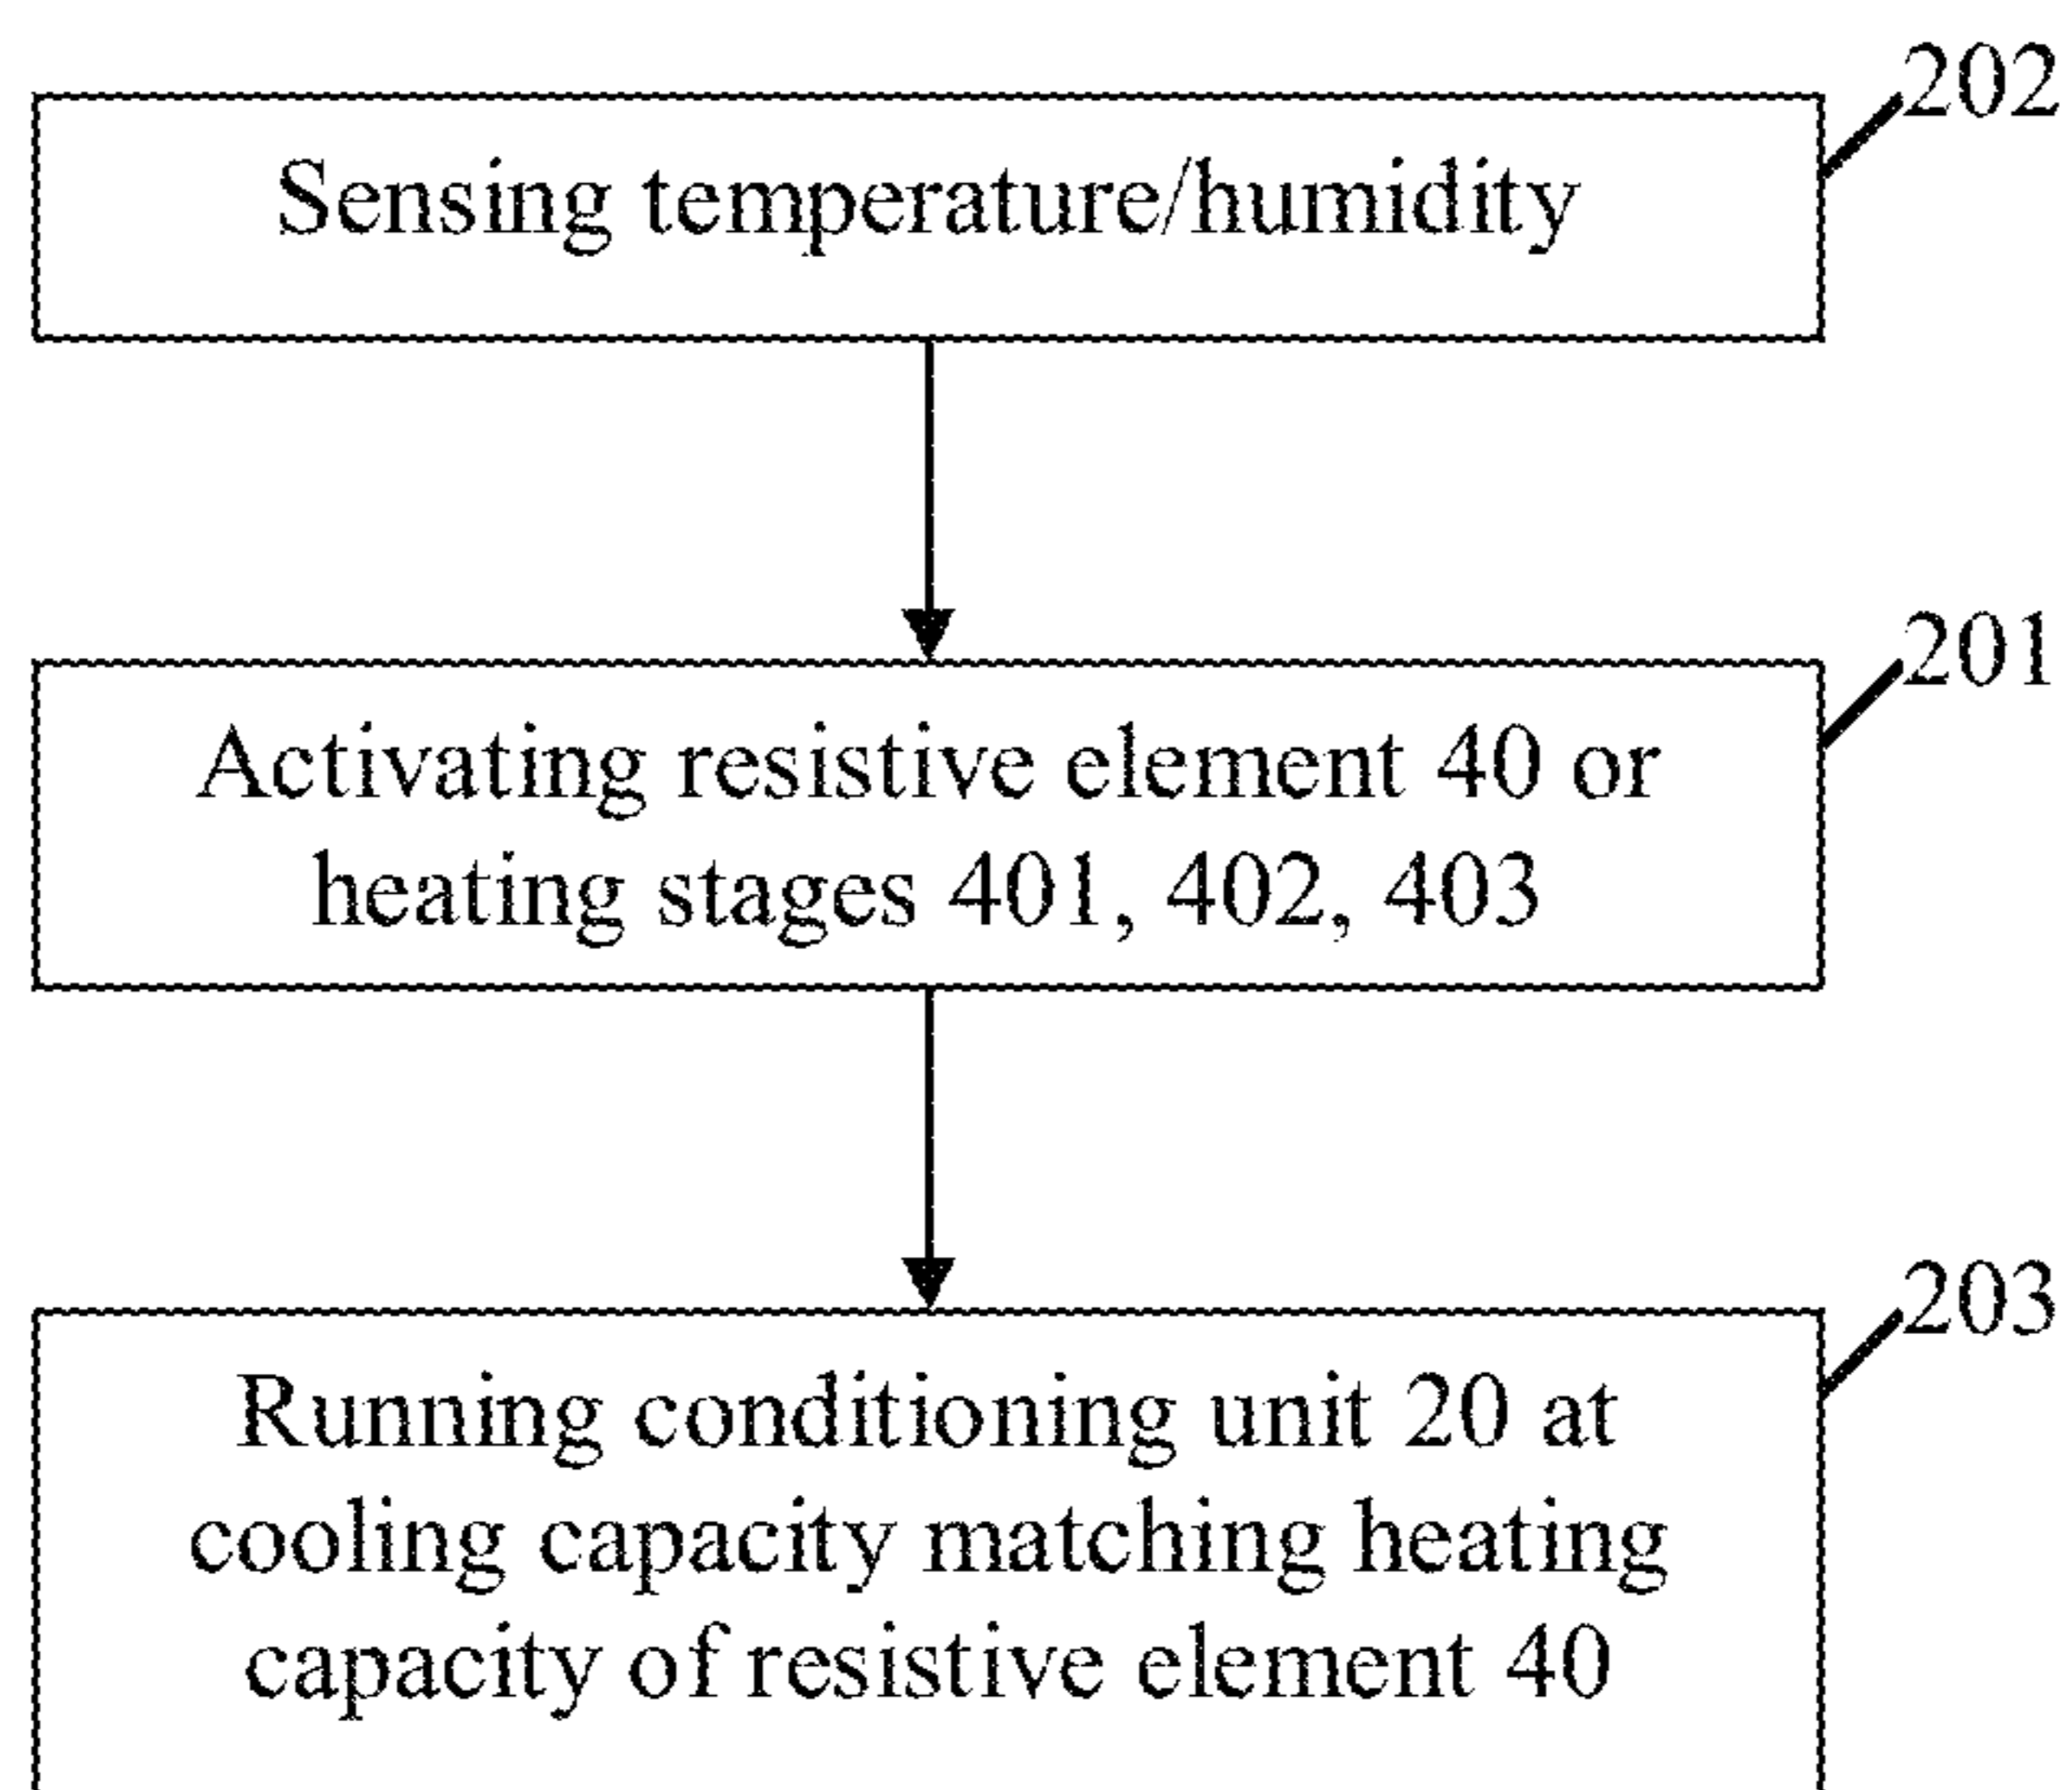 202
Sensing temperature/humidity
201
Activating resistive element 40 or
heating stages 401, 402, 403
203
Running conditioning unit 20 at
cooling capacity matching heating
capacity of resistive element 40